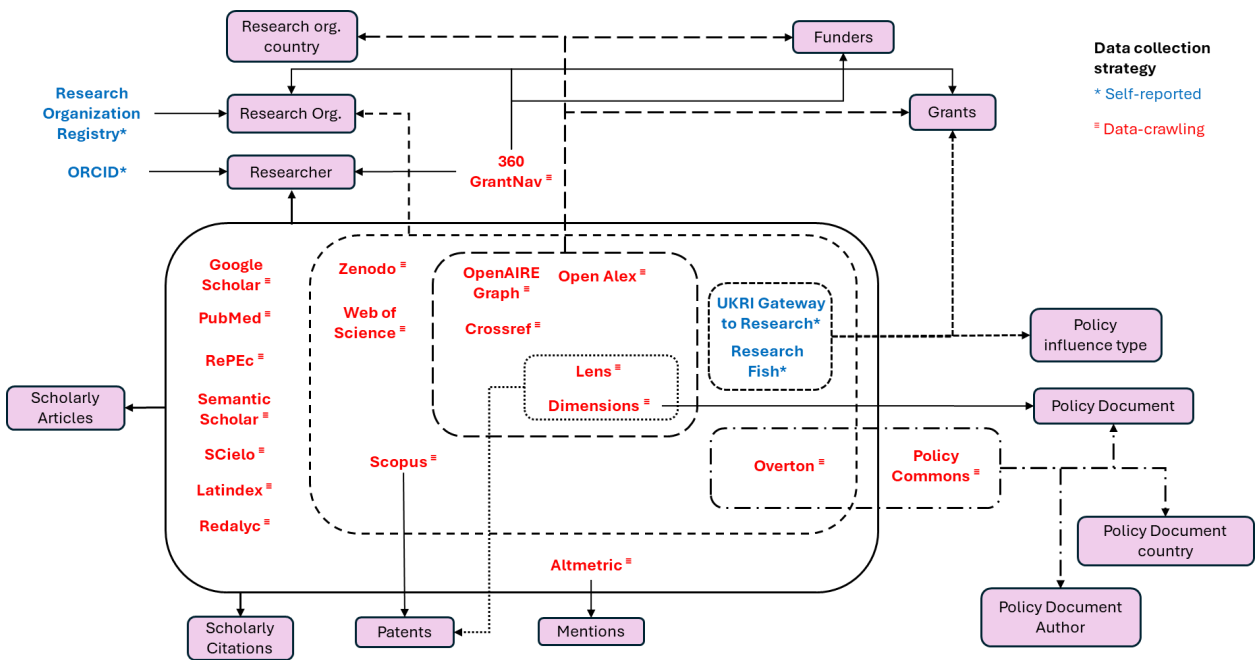 Research org.
country
Funders
Data collection
strategy
* Self-reported
≡ Data-crawling
Research
Organization
Registry*
Research Org.
Grants
ORCID*
Researcher
360
GrantNav ≡
Google
Scholar ≡
PubMed ≡
RePEc ≡
Semantic
Scholar ≡
SCielo ≡
Latindex ≡
Redalyc ≡
Zenodo ≡
Web of
Science ≡
Scopus ≡
OpenAIRE
Graph ≡
Open Alex ≡
Crossref ≡
Lens ≡
Dimensions ≡
UKRI Gateway
to Research*
Research
Fish*
Policy
influence type
Scholarly
Articles
Policy Document
Overton ≡
Policy
Commons ≡
Policy Document
country
Altmetric ≡
Policy Document
Author
Scholarly
Citations
Patents
Mentions